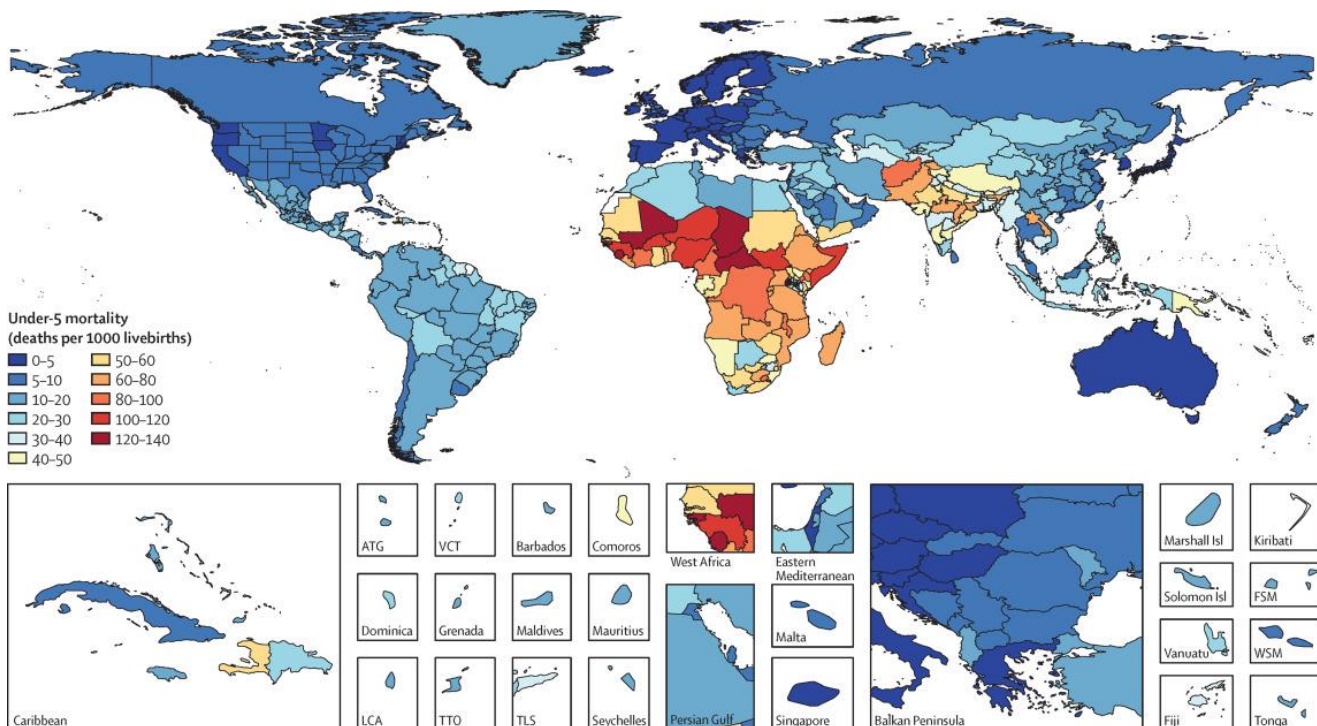 Under-5 mortality
(deaths per 1000 livebirths)
0–5
5–10
10–20
20–30
30–40
40–50
50–60
60–80
80–100
100–120
120–140
Caribbean
ATG
VCT
Barbados
Comoros
Dominica
Grenada
Maldives
Mauritius
LCA
TTO
TLS
Seychelles
West Africa
Eastern
Mediterranean
Persian Gulf
Malta
Singapore
Balkan Peninsula
Marshall Isl
Kiribati
Solomon Isl
FSM
Vanuatu
WSM
Fiji
Tonga